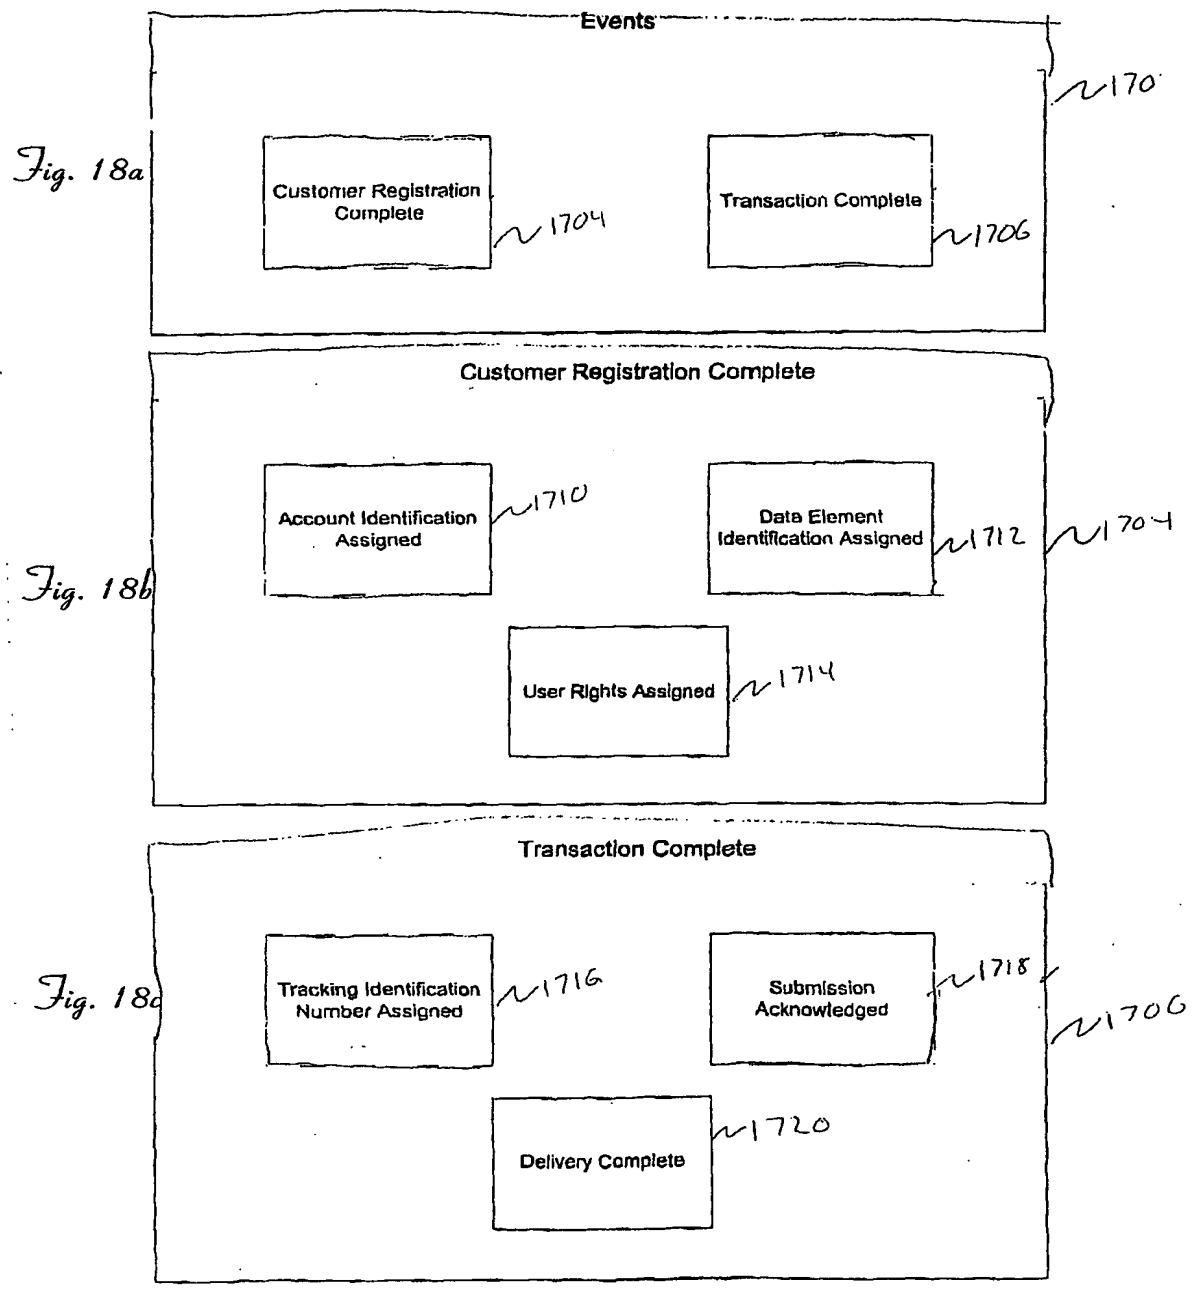 Events
170
Fig. 18a
Customer Registration
Complete
1704
Transaction Complete
1706
Customer Registration Complete
Account Identification
Assigned
1710
Data Element
Identification Assigned
1712
1704
Fig. 18b
User Rights Assigned
1714
Transaction Complete
Fig. 18c
Tracking Identification
Number Assigned
1716
Submission
Acknowledged
1718
1706
Delivery Complete
1720